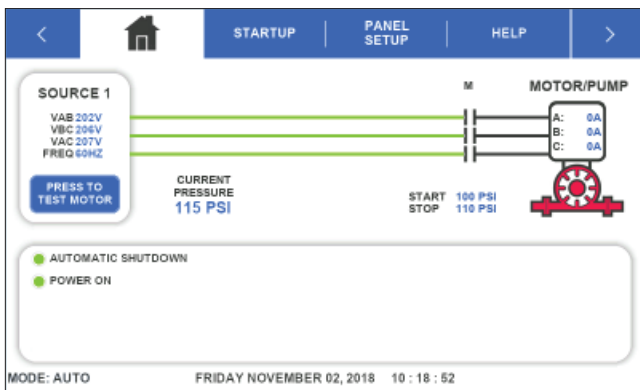 STARTUP
PANEL
SETUP
HELP
SOURCE 1
VAB 202V
VBC 206V
VAC 207V
FREQ 60HZ
PRESS TO
TEST MOTOR
M
MOTOR/PUMP
A: 0A
B: 0A
C: 0A
CURRENT
PRESSURE
115 PSI
START 100 PSI
STOP 110 PSI
AUTOMATIC SHUTDOWN
POWER ON
MODE: AUTO
FRIDAY NOVEMBER 02, 2018 10 : 18 : 52